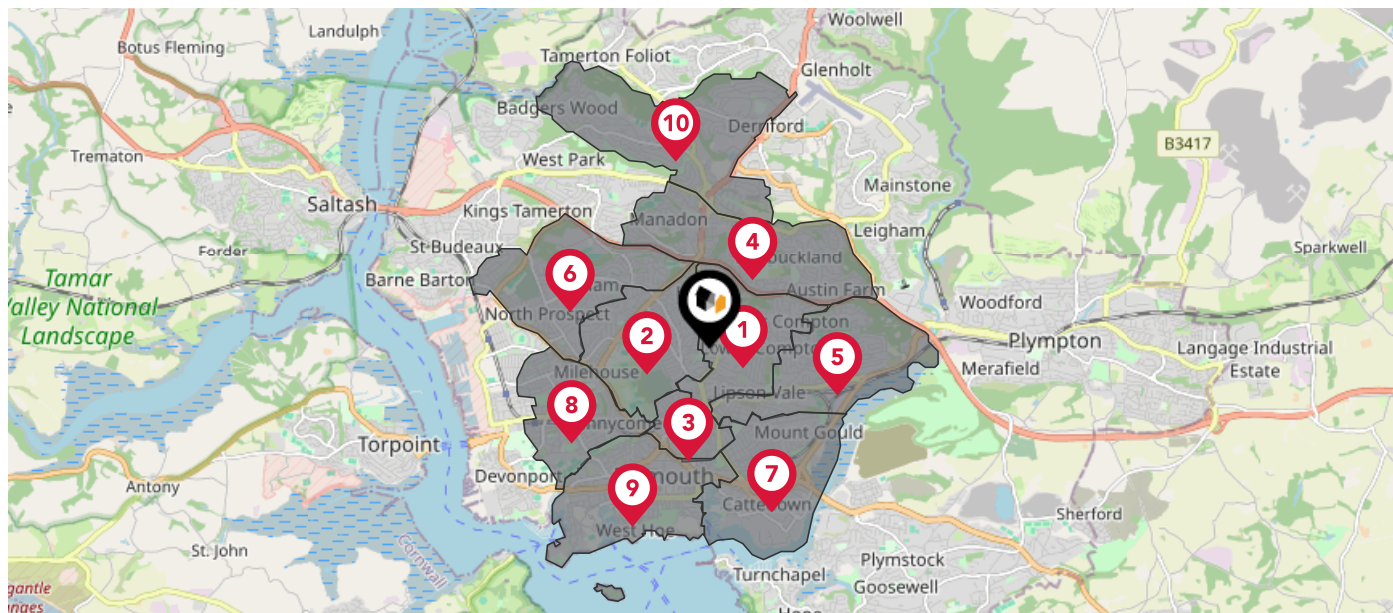 Landulph
Woolwell
Botus Fleming
Tamerton Foliot
Glenholt
Badgers Wood
10
Derriford
B3417
Trematon
West Park
Mainstone
Saltash
Kings Tamerton
Manadon
Leigham
Forder
St Budeaux
4
Sparkwell
Tamar
Valley National
Landscape
Barne Barton
6
Austin Farm
Woodford
North Prospect
2
1
Compton
Plympton
Langage Industrial
Estate
5
Merafield
Milehouse
Lipson Vale
8
3
Mount Gould
Torpoint
Devonport
9
7
Antony
West Hoe
Sherford
St. John
Cornwall
Plymstock
Turnchapel
Goosewell